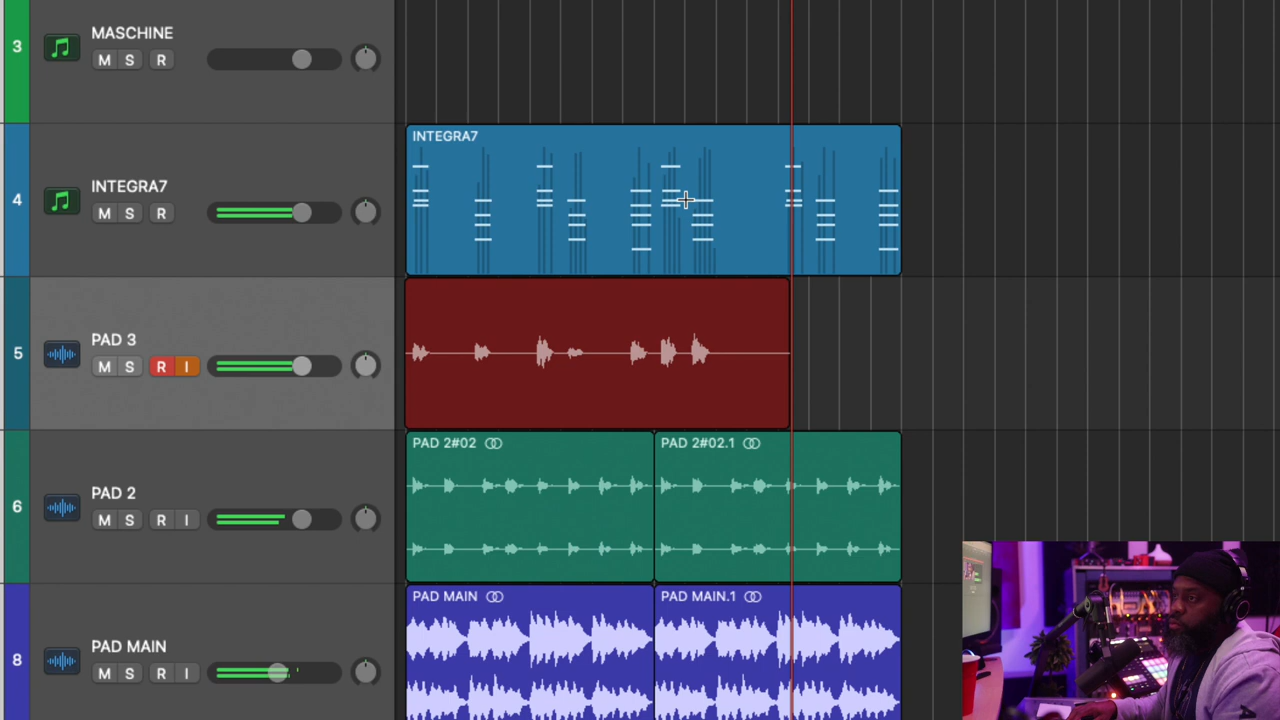 3
MASCHINE
M S R
4
INTEGRA7
M S R
INTEGRA7
5
PAD 3
M S R I
6
PAD 2
M S R I
PAD 2#02
PAD 2#02.1
8
PAD MAIN
M S R I
PAD MAIN
PAD MAIN.1